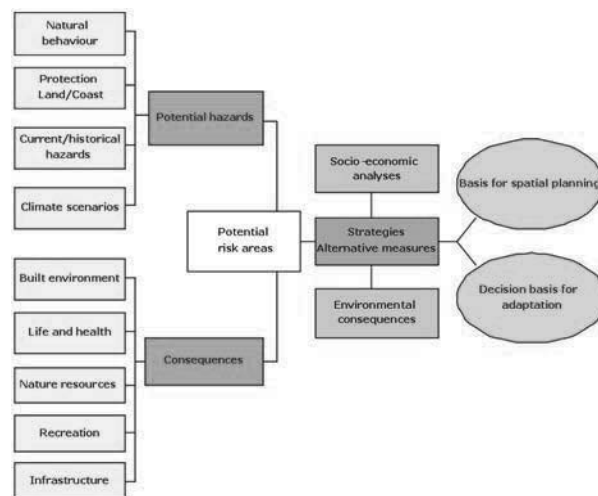 Natural
behaviour
Protection
Land/Coast
Current/historical
hazards
Climate scenarios
Potential hazards
Built environment
Life and health
Nature resources
Recreation
Infrastructure
Consequences
Potential
risk areas
Socio-economic
analyses
Strategies
Alternative measures
Environmental
consequences
Basis for spatial planning
Decision basis for
adaptation